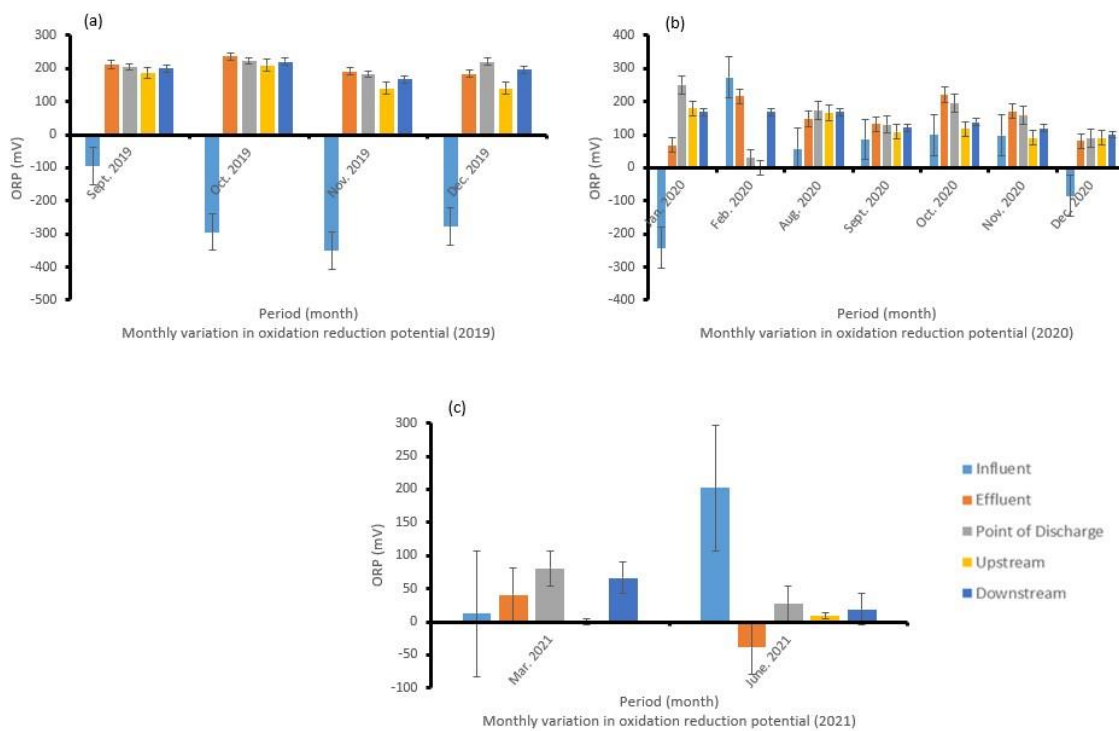 (a)
300
200
100
0
-100
-200
-300
-400
-500
ORP (mV)
Sept. 2019
Oct. 2019
Nov. 2019
Dec. 2019
Period (month)
Monthly variation in oxidation reduction potential (2019)
(b)
400
300
200
100
0
-100
-200
-300
-400
ORP (mV)
Jan. 2020
Feb. 2020
Aug. 2020
Sept. 2020
Oct. 2020
Nov. 2020
Dec. 2020
Period (month)
Monthly variation in oxidation reduction potential (2020)
(c)
300
250
200
150
100
50
0
-50
-100
ORP (mV)
Mar. 2021
June. 2021
Period (month)
Monthly variation in oxidation reduction potential (2021)
Influent
Effluent
Point of Discharge
Upstream
Downstream